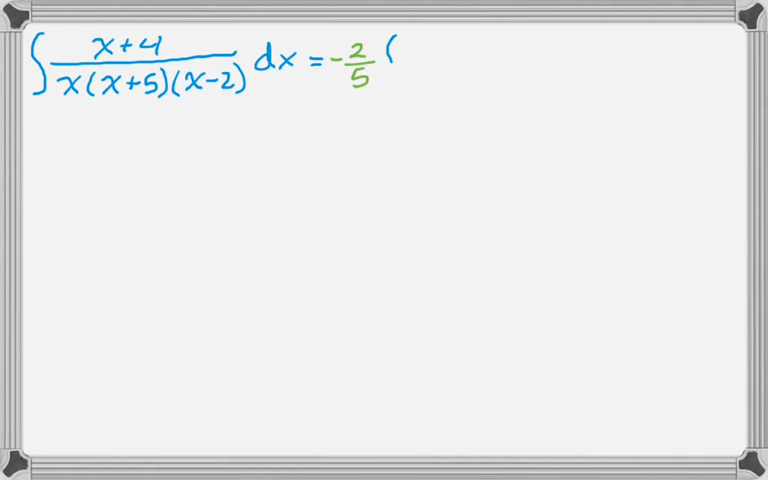 ∫ x+4 / x(x+5)(x-2) dx = -2/5 (